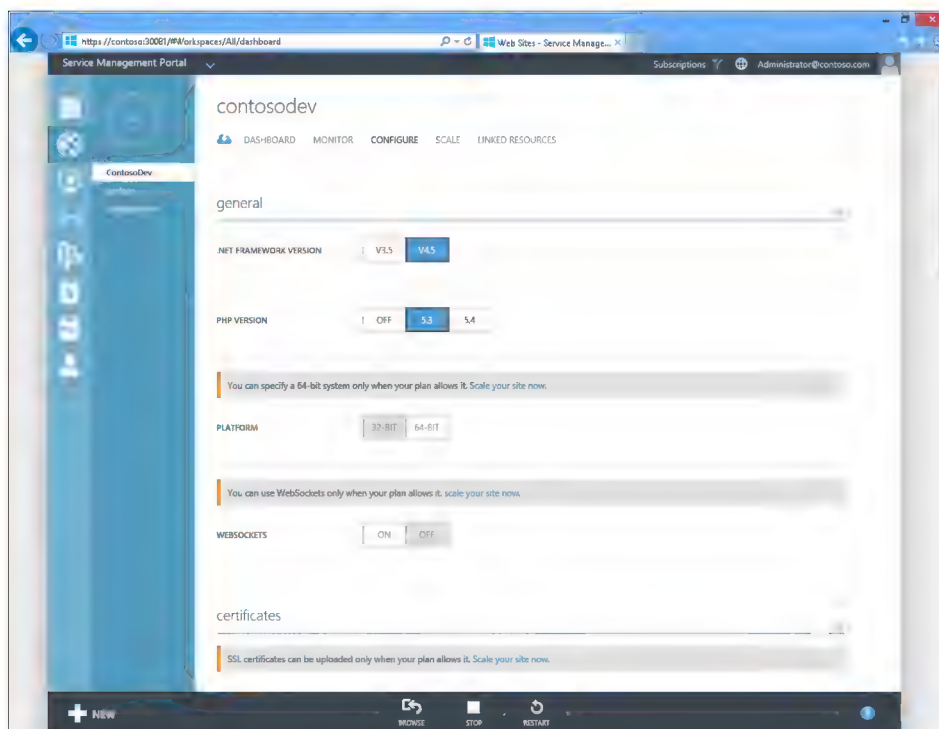 https://contoso:30081/#Workspaces/All/dashboard
Web Sites - Service Manage...
Service Management Portal
Subscriptions
Administrator@contoso.com
contosodev
DASHBOARD MONITOR CONFIGURE SCALE LINKED RESOURCES
ContosoDev
general
.NET FRAMEWORK VERSION V3.5 V4.5
PHP VERSION OFF 5.3 5.4
You can specify a 64-bit system only when your plan allows it. Scale your site now.
PLATFORM 32-BIT 64-BIT
You can use WebSockets only when your plan allows it. scale your site now.
WEBSOCKETS ON OFF
certificates
SSL certificates can be uploaded only when your plan allows it. Scale your site now.
NEW
BROWSE STOP RESTART